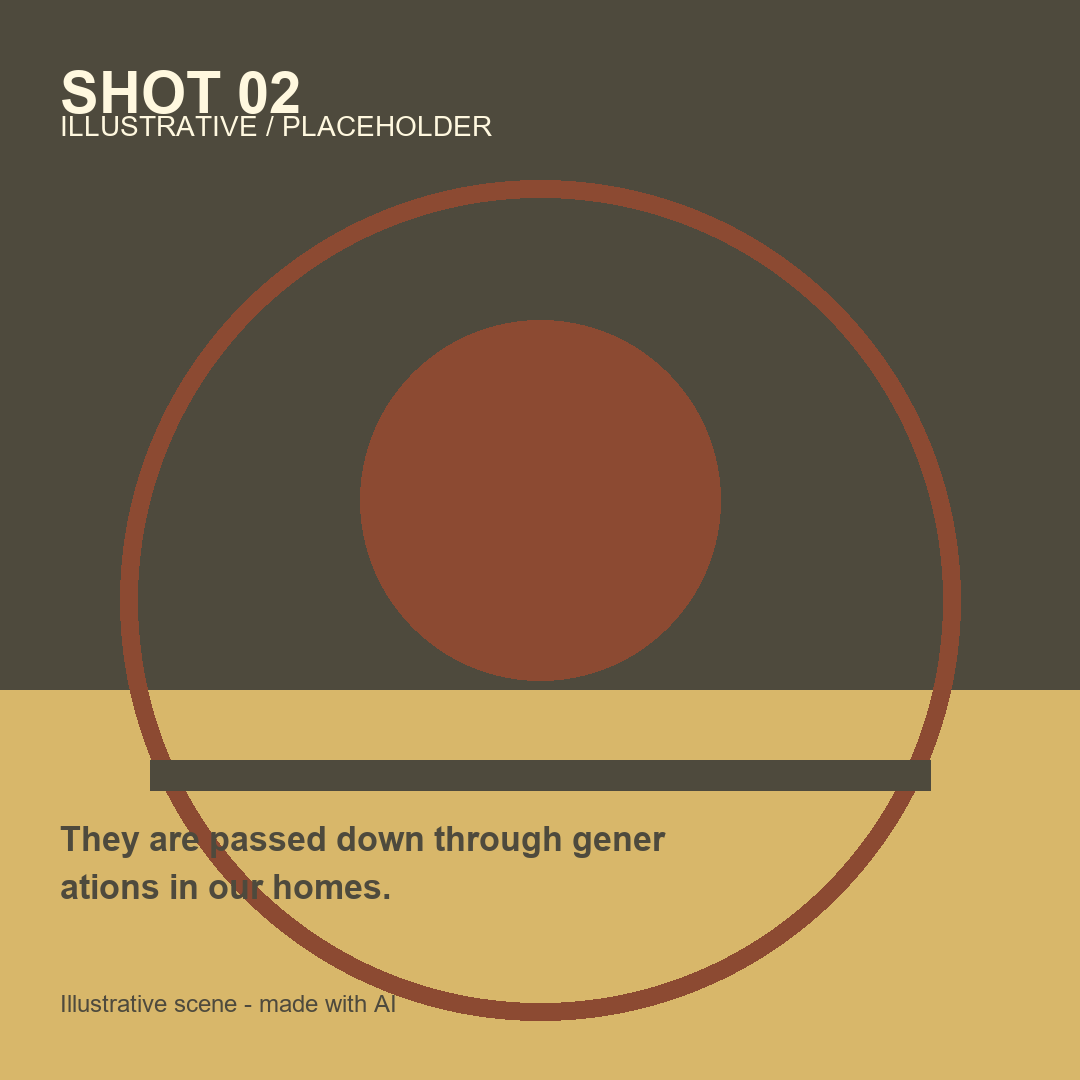 SHOT 02
ILLUSTRATIVE / PLACEHOLDER
They are passed down through gener
ations in our homes.
Illustrative scene - made with AI